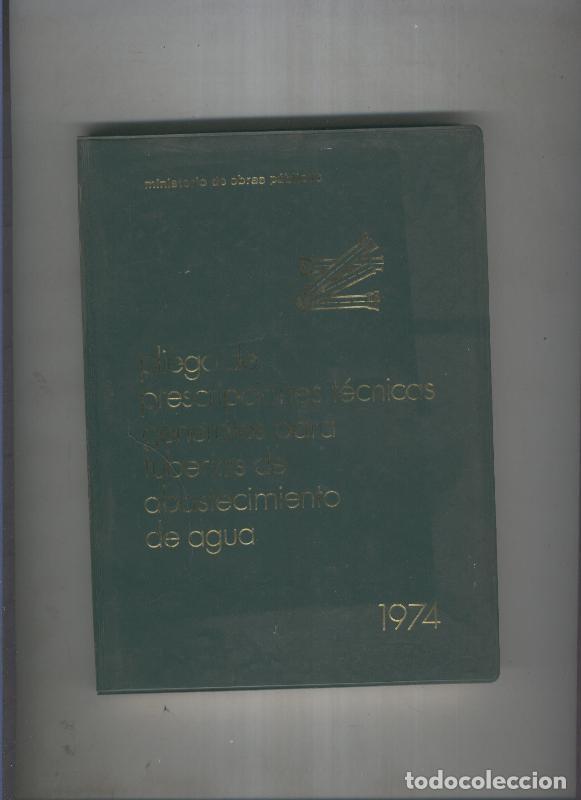 ministerio de obras públicas
pliego de
prescripciones técnicas
generales para
tuberías de
abastecimiento
de agua
1974
todocoleccion